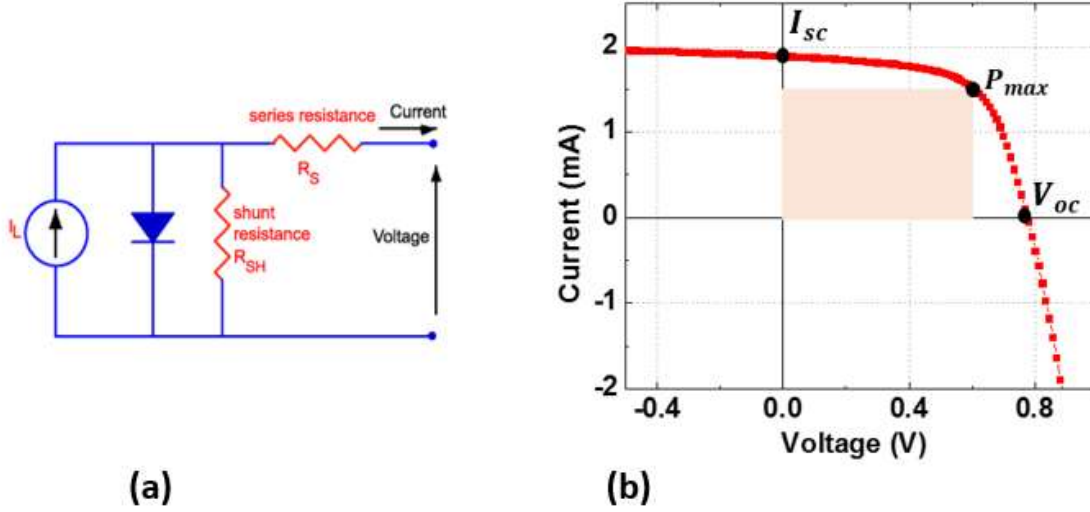 series resistance
Current
R_S
I_L
shunt
resistance
R_SH
Voltage
(a)
I_sc
P_max
V_oc
Current (mA)
2
1
0
-1
-2
-0.4
0.0
0.4
0.8
Voltage (V)
(b)